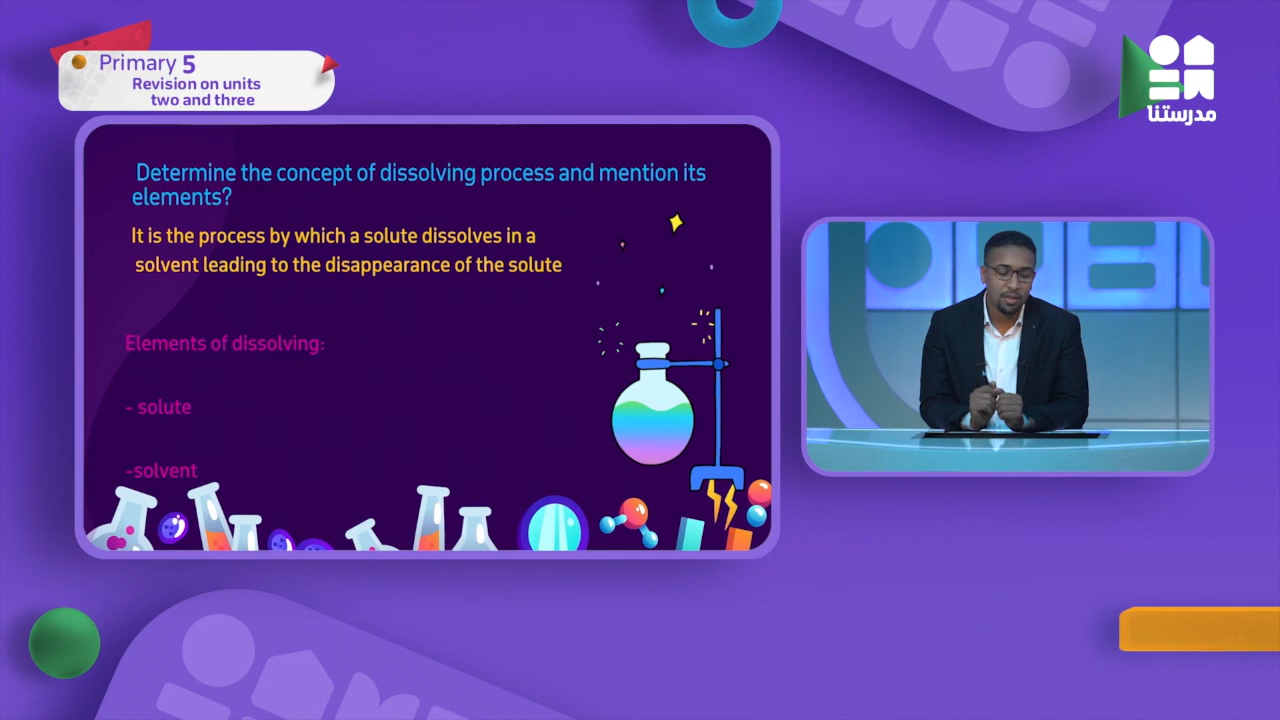 Primary 5
Revision on units
two and three
مدرستنا
Determine the concept of dissolving process and mention its
elements?
It is the process by which a solute dissolves in a
solvent leading to the disappearance of the solute
Elements of dissolving:
- solute
-solvent